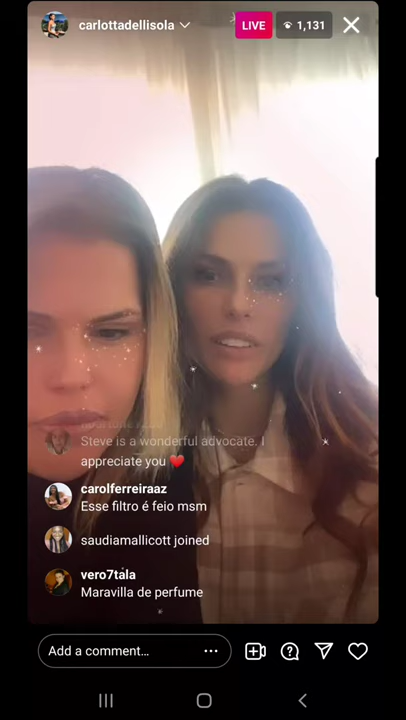 carlottadellisola
LIVE
1,131
Steve is a wonderful advocate. I
appreciate you ❤️
carolferreiraaz
Esse filtro é feio msm
saudiamallicott joined
vero7tala
Maravilla de perfume
Add a comment...